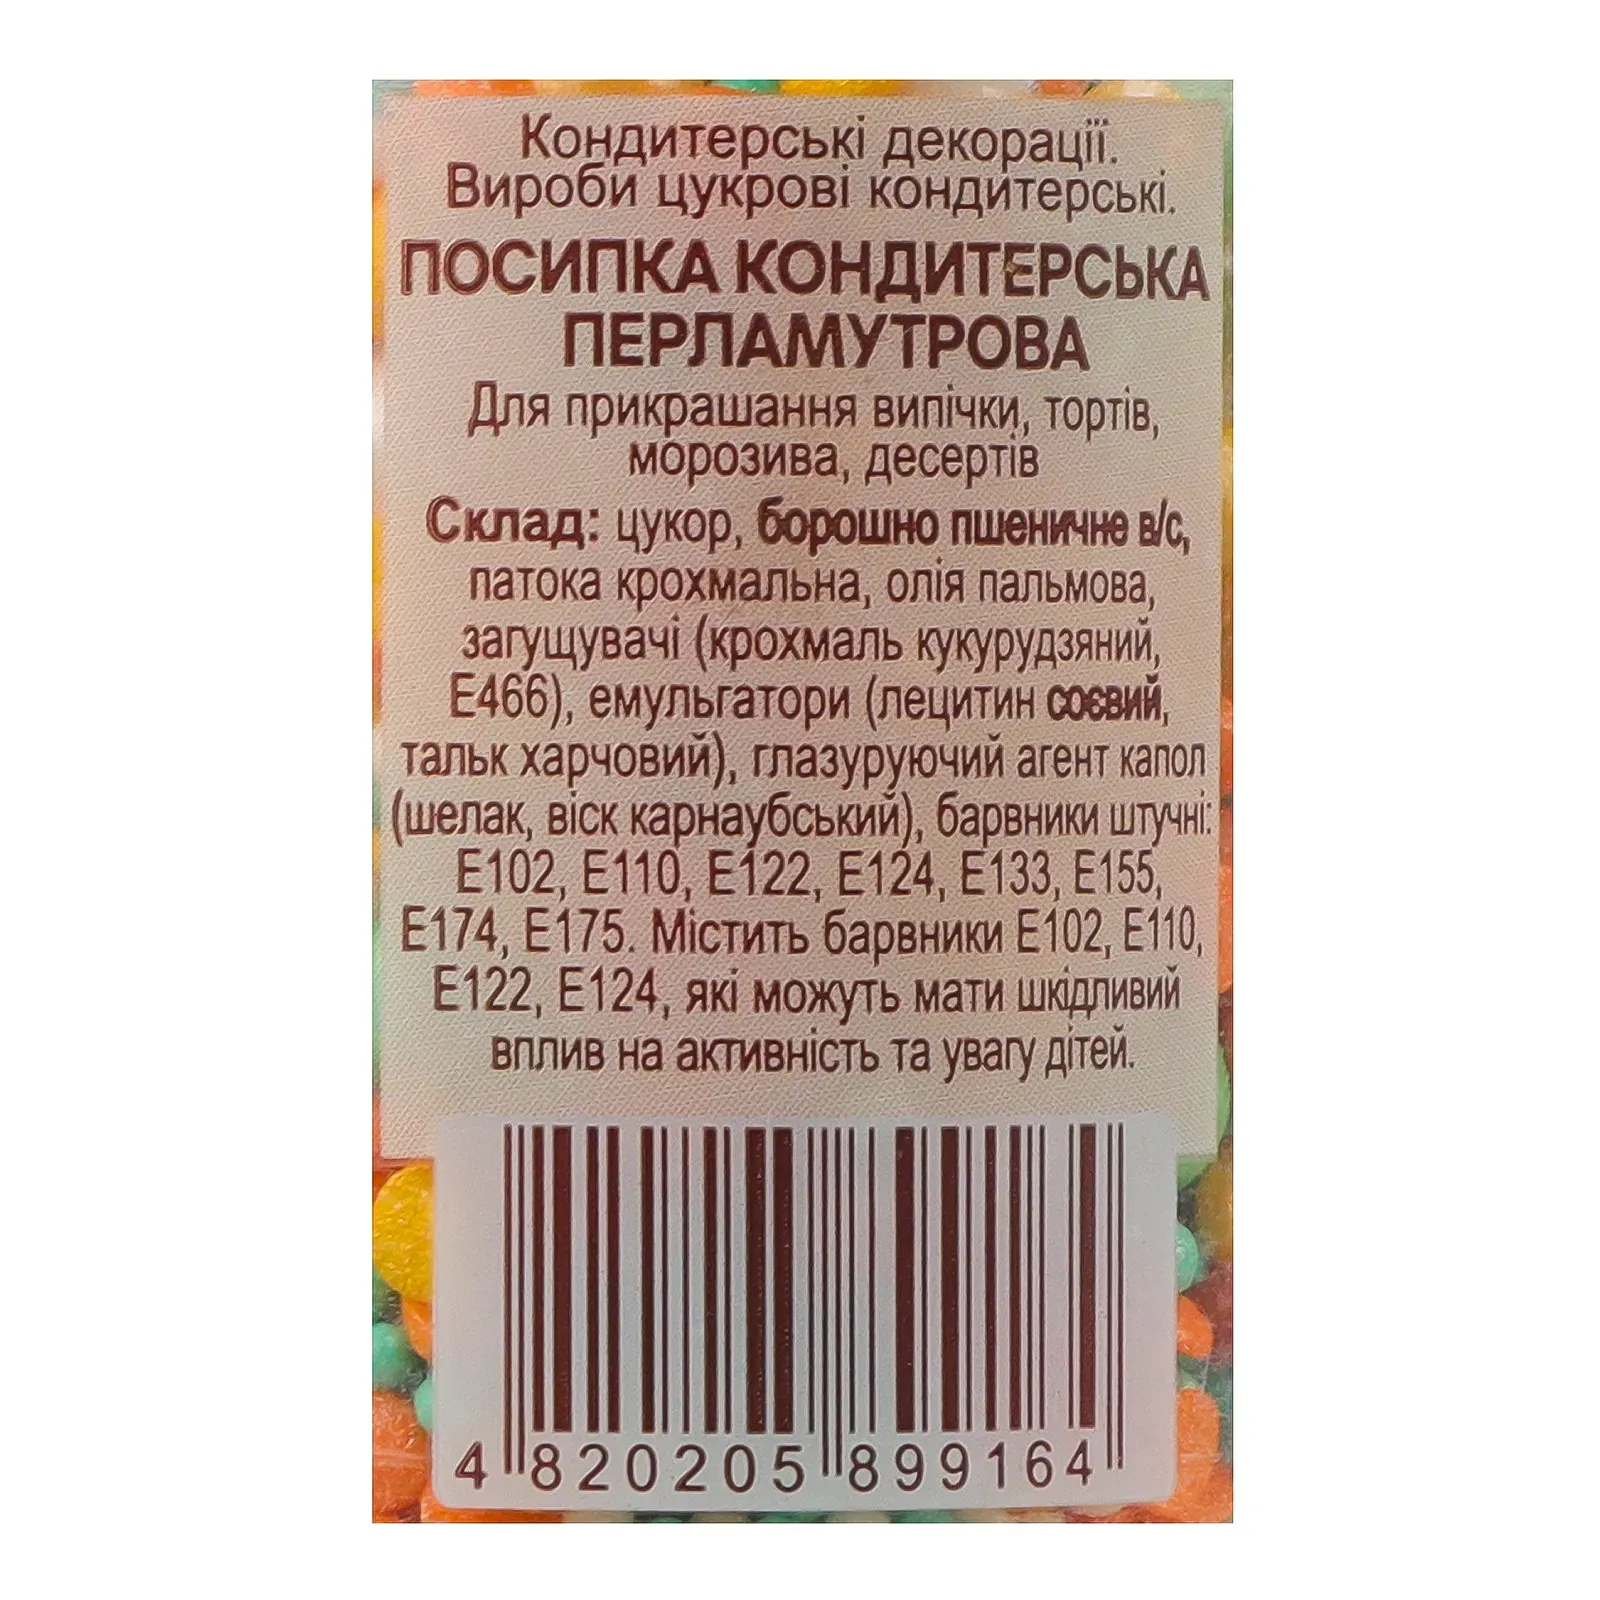 Кондитерські декорації.
Вироби цукрові кондитерські.
ПОСИПКА КОНДИТЕРСЬКА
ПЕРЛАМУТРОВА
Для прикрашання випічки, тортів,
морозива, десертів
Склад: цукор, борошно пшеничне в/с,
патока крохмальна, олія пальмова,
загущувачі (крохмаль кукурудзяний,
Е466), емульгатори (лецитин соєвий,
тальк харчовий), глазуруючий агент капол
(шелак, віск карнаубський), барвники штучні:
Е102, Е110, Е122, Е124, Е133, Е155,
Е174, Е175. Містить барвники Е102, Е110,
Е122, Е124, які можуть мати шкідливий
вплив на активність та увагу дітей.
4 820205 899164